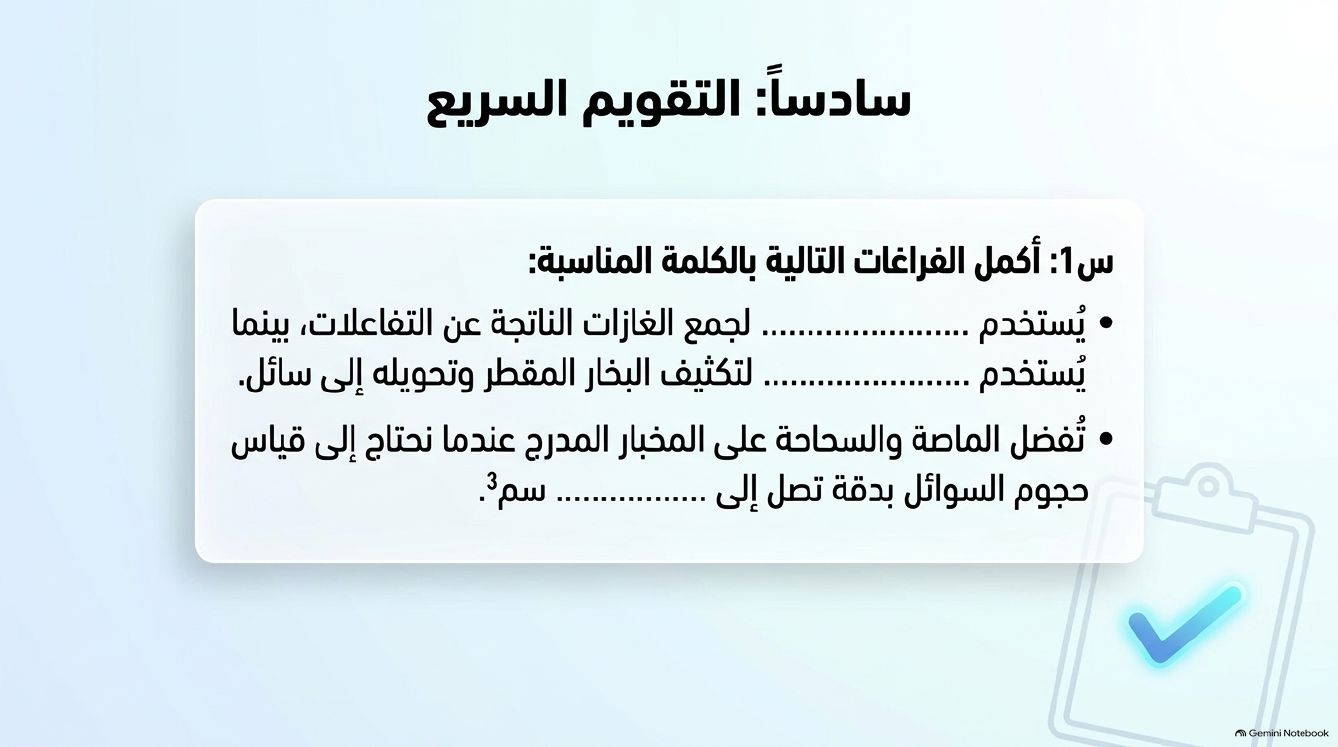 سادساً: التقويم السريع
س1: أكمل الفراغات التالية بالكلمة المناسبة:
• يُستخدم ....................... لجمع الغازات الناتجة عن التفاعلات، بينما
يُستخدم ....................... لتكثيف البخار المقطر وتحويله إلى سائل.
• تُفضل الماصة والسحاحة على المخبار المدرج عندما نحتاج إلى قياس
حجوم السوائل بدقة تصل إلى ................. سم³.
Gemini Notebook